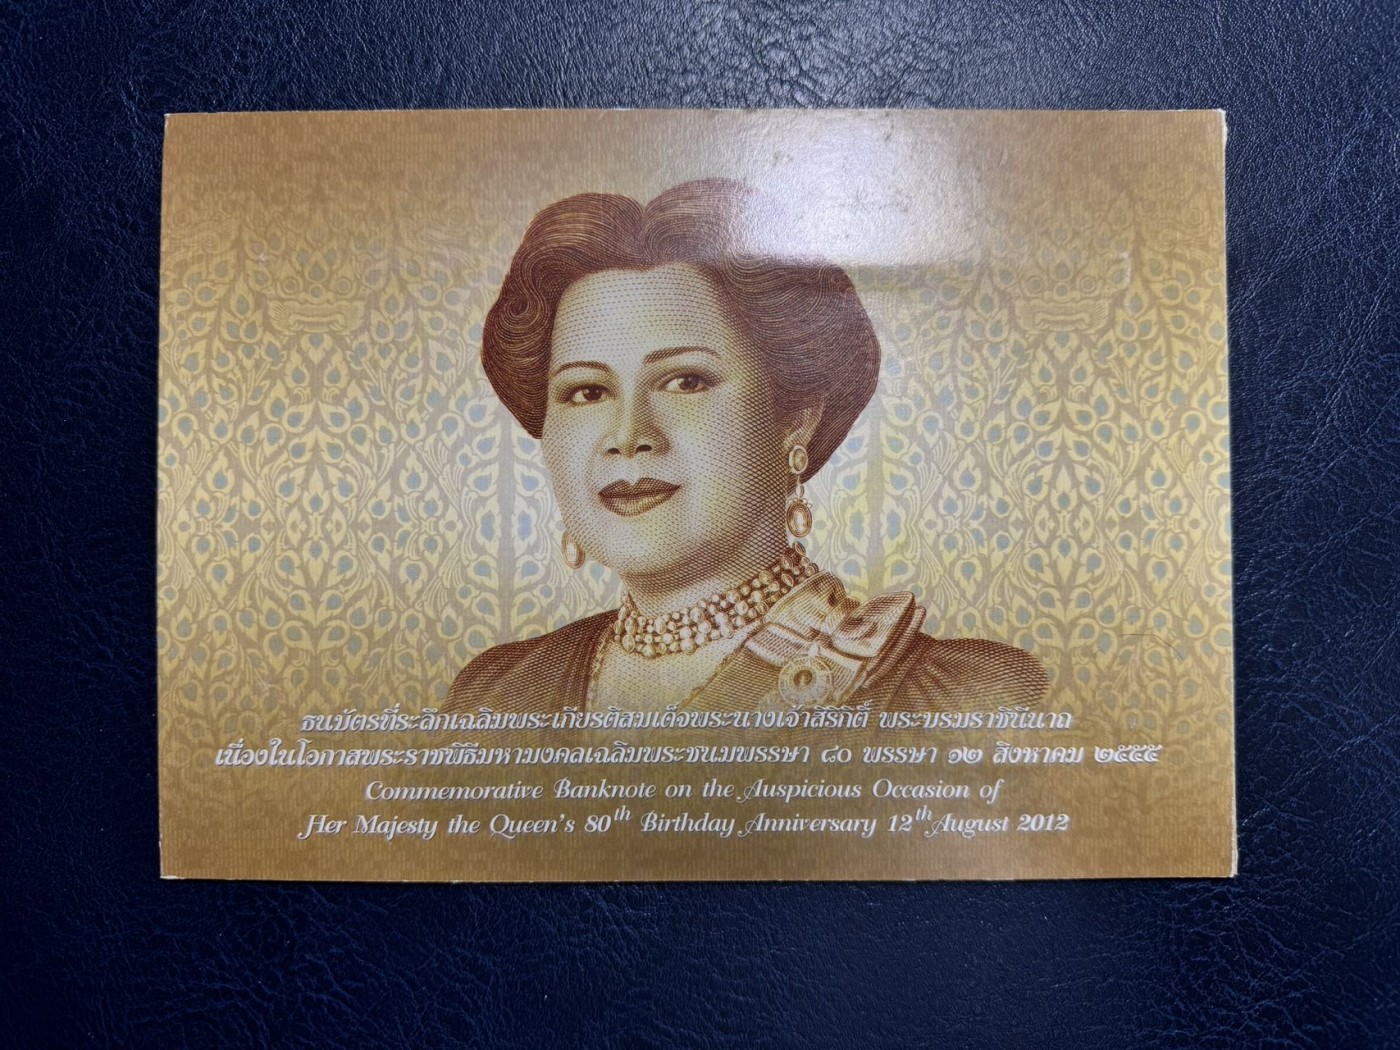 ธนบัตรที่ระลึกเฉลิมพระเกียรติสมเด็จพระนางเจ้าสิริกิติ์ พระบรมราชินีนาถ
เนื่องในโอกาสพระราชพิธีมหามงคลเฉลิมพระชนมพรรษา ๘๐ พรรษา ๑๒ สิงหาคม ๒๕๕๕
Commemorative Banknote on the Auspicious Occasion of
Her Majesty the Queen's 80th Birthday Anniversary 12th August 2012